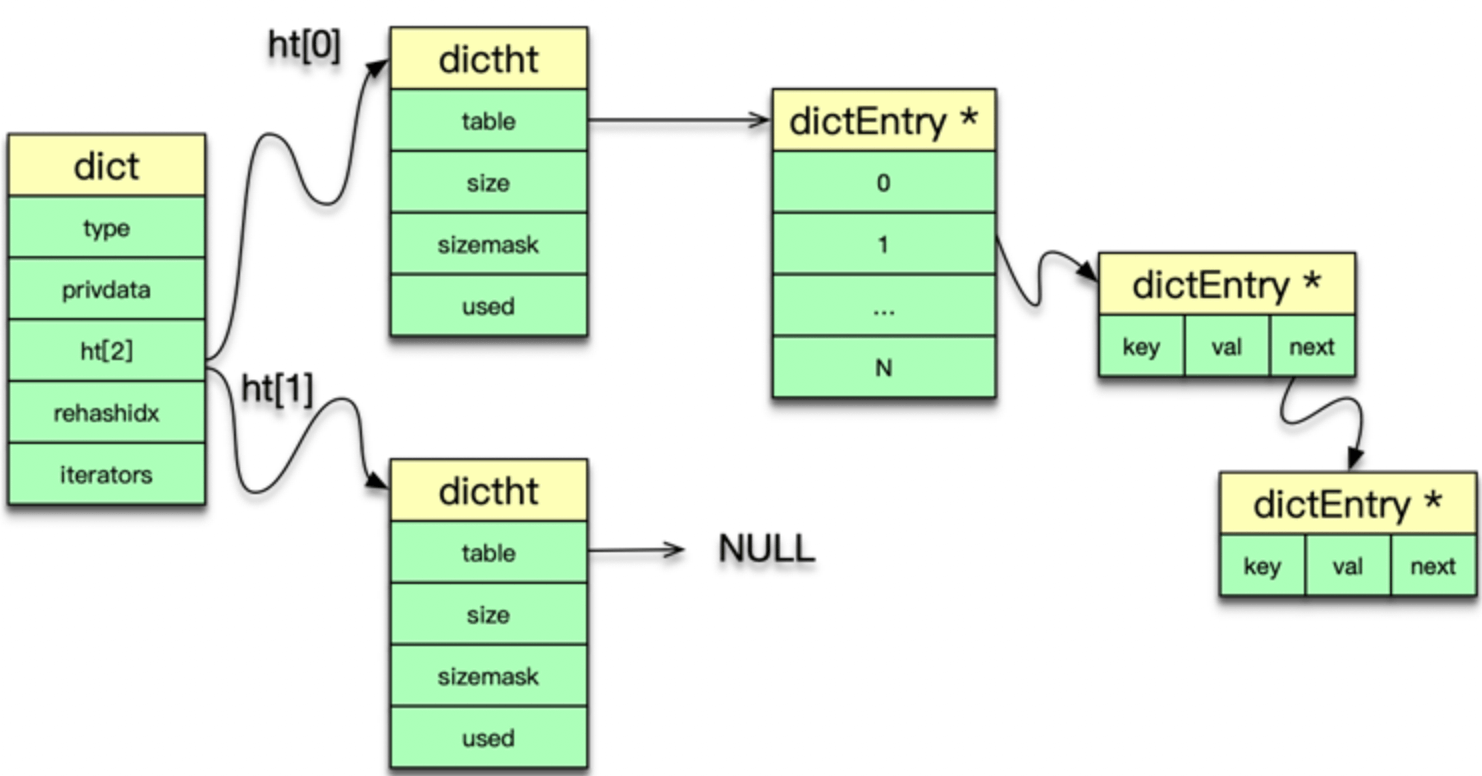 dict
type
privdata
ht[2]
rehashidx
iterators
ht[0]
dictht
table
size
sizemask
used
ht[1]
dictht
table
size
sizemask
used
NULL
dictEntry *
0
1
...
N
dictEntry *
key val next
dictEntry *
key val next